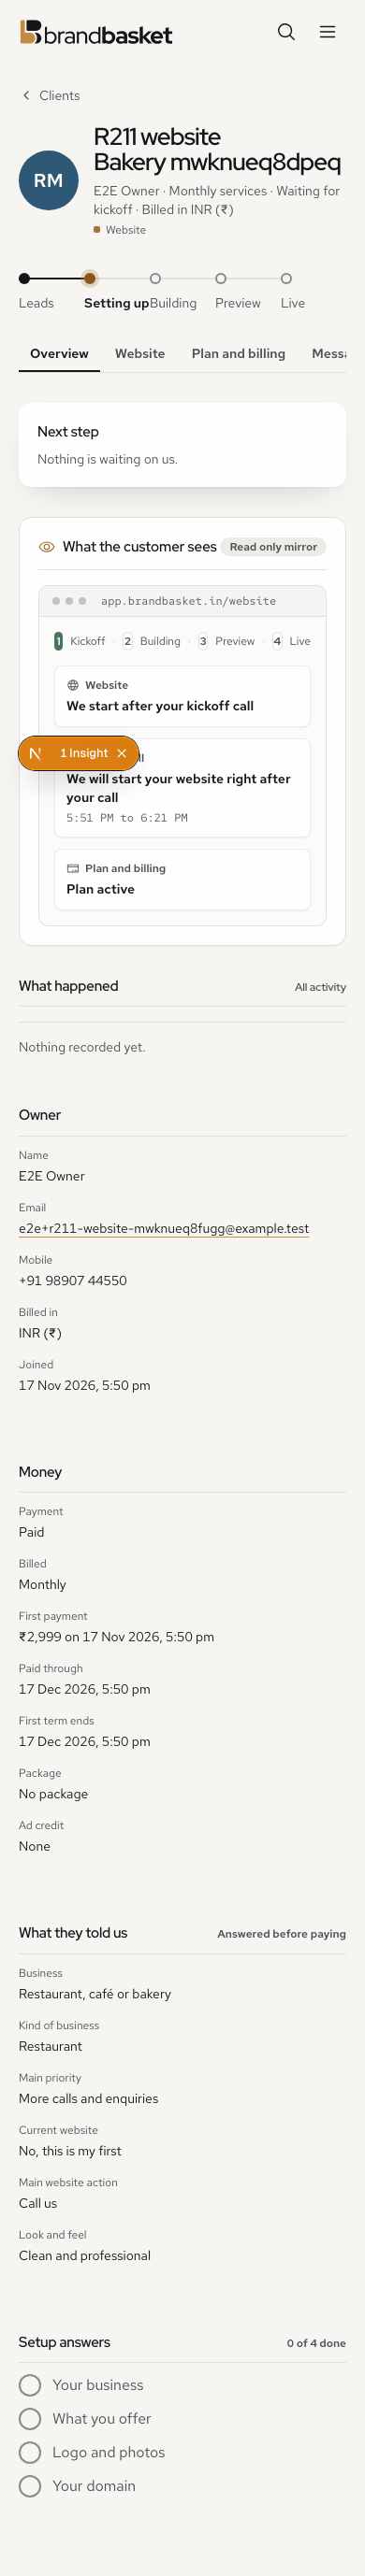 brandbasket
Clients
RM
R211 website
Bakery mwknueq8dpeq
E2E Owner · Monthly services · Waiting for
kickoff · Billed in INR (₹)
Website
Leads Setting up Building Preview Live
Overview Website Plan and billing Messa
Next step
Nothing is waiting on us.
What the customer sees Read only mirror
app.brandbasket.in/website
1 Kickoff · 2 Building · 3 Preview · 4 Live
Website
We start after your kickoff call
1 Insight
We will start your website right after
your call
5:51 PM to 6:21 PM
Plan and billing
Plan active
What happened All activity
Nothing recorded yet.
Owner
Name
E2E Owner
Email
e2e+r211-website-mwknueq8fugg@example.test
Mobile
+91 98907 44550
Billed in
INR (₹)
Joined
17 Nov 2026, 5:50 pm
Money
Payment
Paid
Billed
Monthly
First payment
₹2,999 on 17 Nov 2026, 5:50 pm
Paid through
17 Dec 2026, 5:50 pm
First term ends
17 Dec 2026, 5:50 pm
Package
No package
Ad credit
None
What they told us Answered before paying
Business
Restaurant, café or bakery
Kind of business
Restaurant
Main priority
More calls and enquiries
Current website
No, this is my first
Main website action
Call us
Look and feel
Clean and professional
Setup answers 0 of 4 done
Your business
What you offer
Logo and photos
Your domain